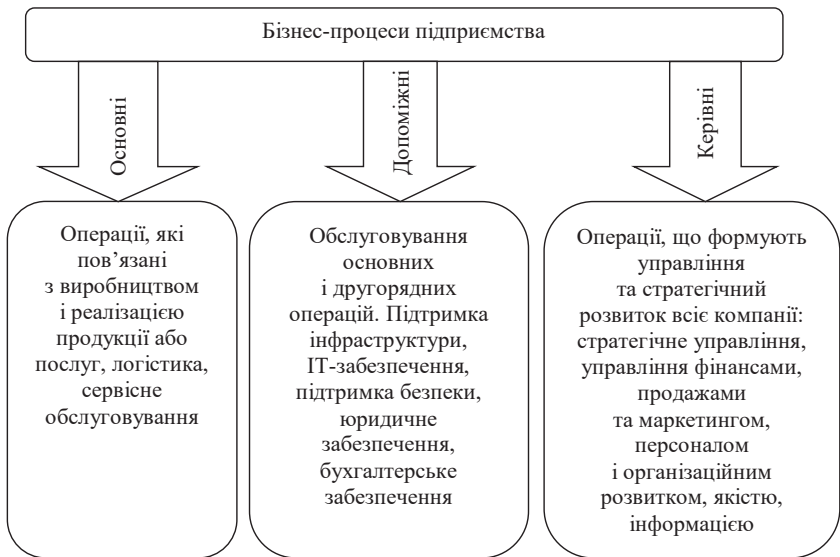 Бізнес-процеси підприємства
Основні
Допоміжні
Керівні
Операції, які
пов’язані
з виробництвом
і реалізацією
продукції або
послуг, логістика,
сервісне
обслуговування
Обслуговування
основних
і другорядних
операцій. Підтримка
інфраструктури,
ІТ-забезпечення,
підтримка безпеки,
юридичне
забезпечення,
бухгалтерське
забезпечення
Операції, що формують
управління
та стратегічний
розвиток всіє компанії:
стратегічне управління,
управління фінансами,
продажами
та маркетингом,
персоналом
і організаційним
розвитком, якістю,
інформацією